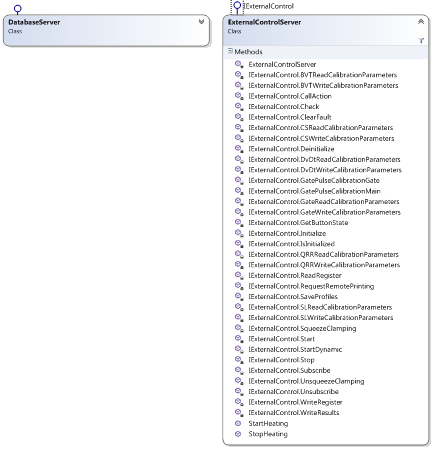 IExternalControl
DatabaseServer
Class
ExternalControlServer
Class
Methods
ExternalControlServer
IExternalControl.BVTReadCalibrationParameters
IExternalControl.BVTWriteCalibrationParameters
IExternalControl.CallAction
IExternalControl.Check
IExternalControl.ClearFault
IExternalControl.CSReadCalibrationParameters
IExternalControl.CSWriteCalibrationParameters
IExternalControl.Deinitialize
IExternalControl.DvDtReadCalibrationParameters
IExternalControl.DvDtWriteCalibrationParameters
IExternalControl.GatePulseCalibrationGate
IExternalControl.GatePulseCalibrationMain
IExternalControl.GateReadCalibrationParameters
IExternalControl.GateWriteCalibrationParameters
IExternalControl.GetButtonState
IExternalControl.Initialize
IExternalControl.IsInitialized
IExternalControl.QRRReadCalibrationParameters
IExternalControl.QRRWriteCalibrationParameters
IExternalControl.ReadRegister
IExternalControl.RequestRemotePrinting
IExternalControl.SaveProfiles
IExternalControl.SLReadCalibrationParameters
IExternalControl.SLWriteCalibrationParameters
IExternalControl.SqueezeClamping
IExternalControl.Start
IExternalControl.StartDynamic
IExternalControl.Stop
IExternalControl.Subscribe
IExternalControl.UnsqueezeClamping
IExternalControl.Unsubscribe
IExternalControl.WriteRegister
IExternalControl.WriteResults
StartHeating
StopHeating